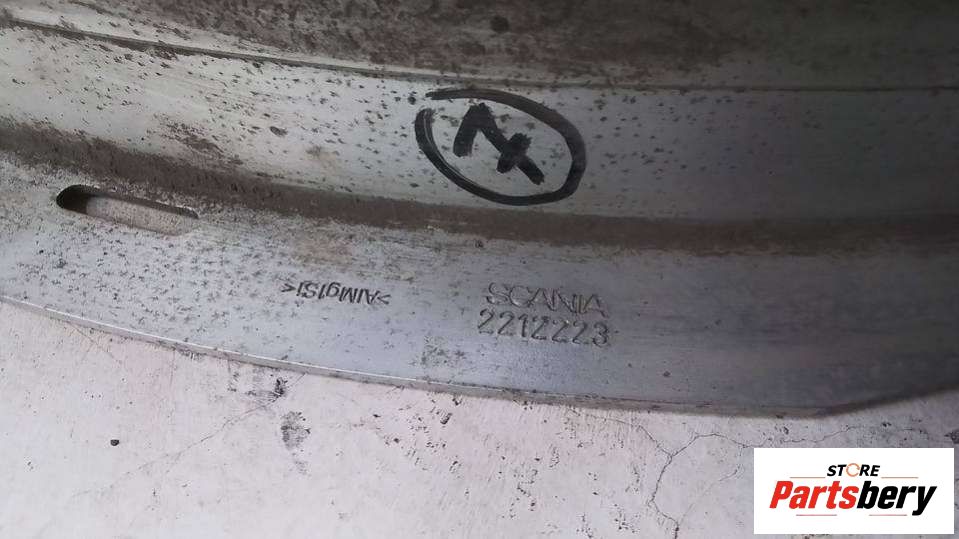 7
>AlMg1Si<
SCANIA
2212223
STORE
Partsbery